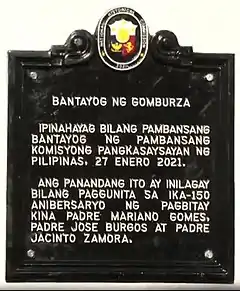 BANTAYOG NG GOMBURZA
IPINAHAYAG BILANG PAMBANSANG
BANTAYOG NG PAMBANSANG
KOMISYONG PANGKASAYSAYAN NG
PILIPINAS, 27 ENERO 2021.
ANG PANANDANG ITO AY INILAGAY
BILANG PAGGUNITA SA IKA-150
ANIBERSARYO NG PAGBITAY
KINA PADRE MARIANO GOMES,
PADRE JOSE BURGOS AT PADRE
JACINTO ZAMORA.